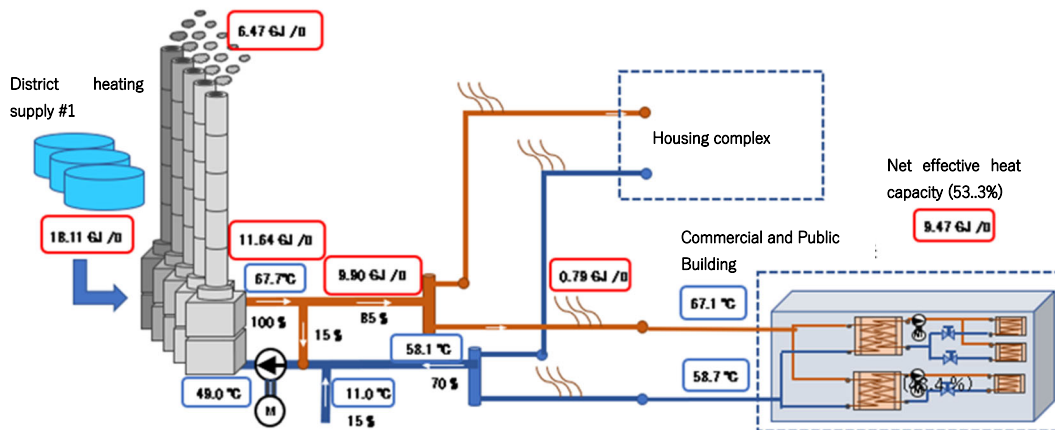 6.47 GJ /
District heating
supply #1
Housing complex
Net effective heat
capacity (53..3%)
9.47 GJ /
18.11 GJ /
11.64 GJ /
Commercial and Public
Building
:
67.7℃
9.90 GJ /
0.79 GJ /
67.1 ℃
100 %
85 %
15 %
58.1 ℃
58.7 ℃
49.0 ℃
11.0 ℃
70 %
M
15 %